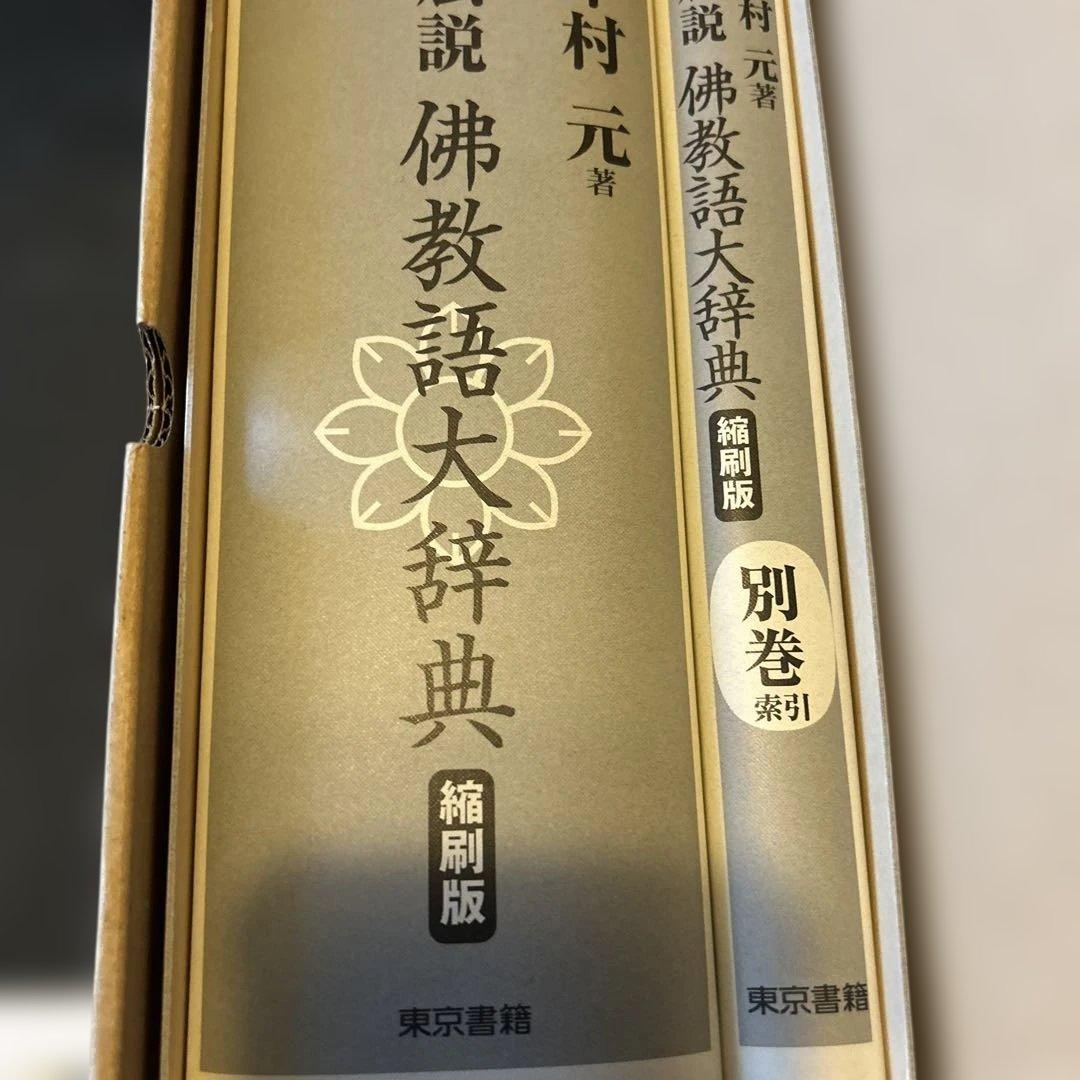 村 元 著
説 佛教語大辞典
縮刷版
東京書籍
村 元 著
説 佛教語大辞典
縮刷版
別巻
索引
東京書籍